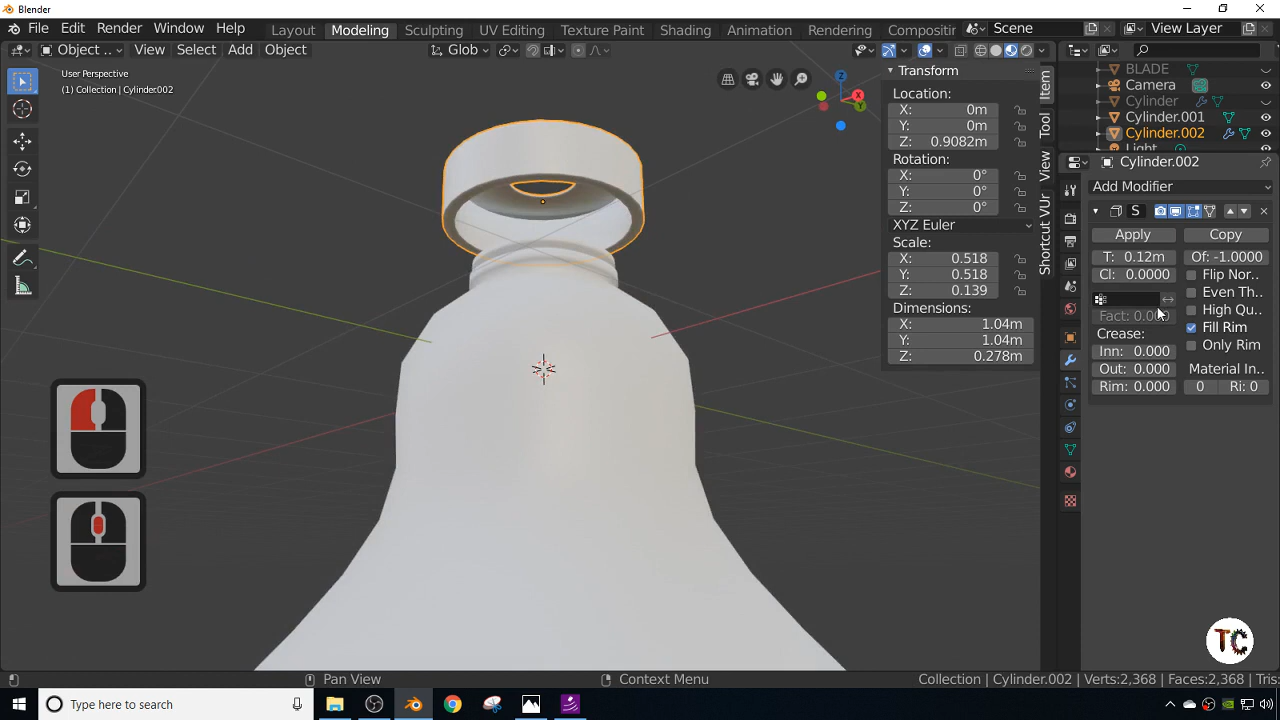 Blender
File Edit Render Window Help Layout Modeling Sculpting UV Editing Texture Paint Shading Animation Rendering Compositir Scene View Layer
Object .. View Select Add Object Glob
User Perspective
(1) Collection | Cylinder002
Z
X
Y
Transform
Location:
X: 0m
Y: 0m
Z: 0.9082m
Rotation:
X: 0°
Y: 0°
Z: 0°
XYZ Euler
Scale:
X: 0.518
Y: 0.518
Z: 0.139
Dimensions:
X: 1.04m
Y: 1.04m
Z: 0.278m
Item
Tool
View
Shortcut VUr
BLADE
Camera
Cylinder
Cylinder.001
Cylinder.002
Light
Cylinder.002
Add Modifier
S
Apply Copy
T: 0.12m Of: -1.0000
Cl: 0.0000 Flip Nor..
Even Th..
High Qu..
Fact: 0.000
Fill Rim
Crease:
Only Rim
Inn: 0.000
Out: 0.000 Material In..
Rim: 0.000 0 Ri: 0
TC
Pan View Context Menu Collection | Cylinder.002 | Verts:2,368 | Faces:2,368 | Tris:
Type here to search